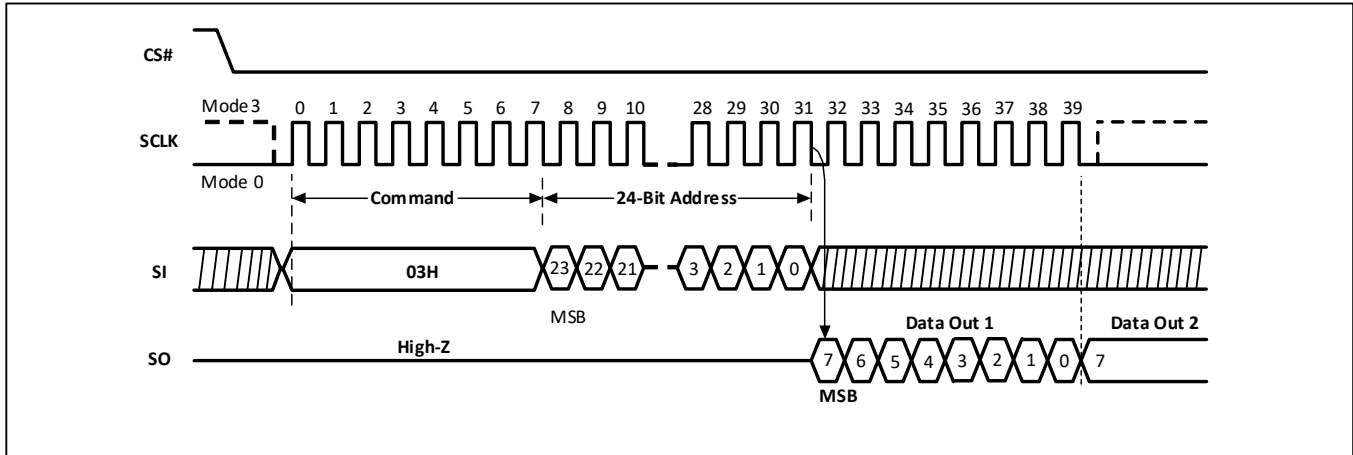 CS#
Mode3
0 1 2 3 4 5 6 7 8 9 10 28 29 30 31 32 33 34 35 36 37 38 39
SCLK
Mode 0
Command
24-Bit Address
SI
03H
23 22 21 3 2 1 0
MSB
Data Out 1
Data Out 2
High-Z
SO
7 6 5 4 3 2 1 0 7
MSB